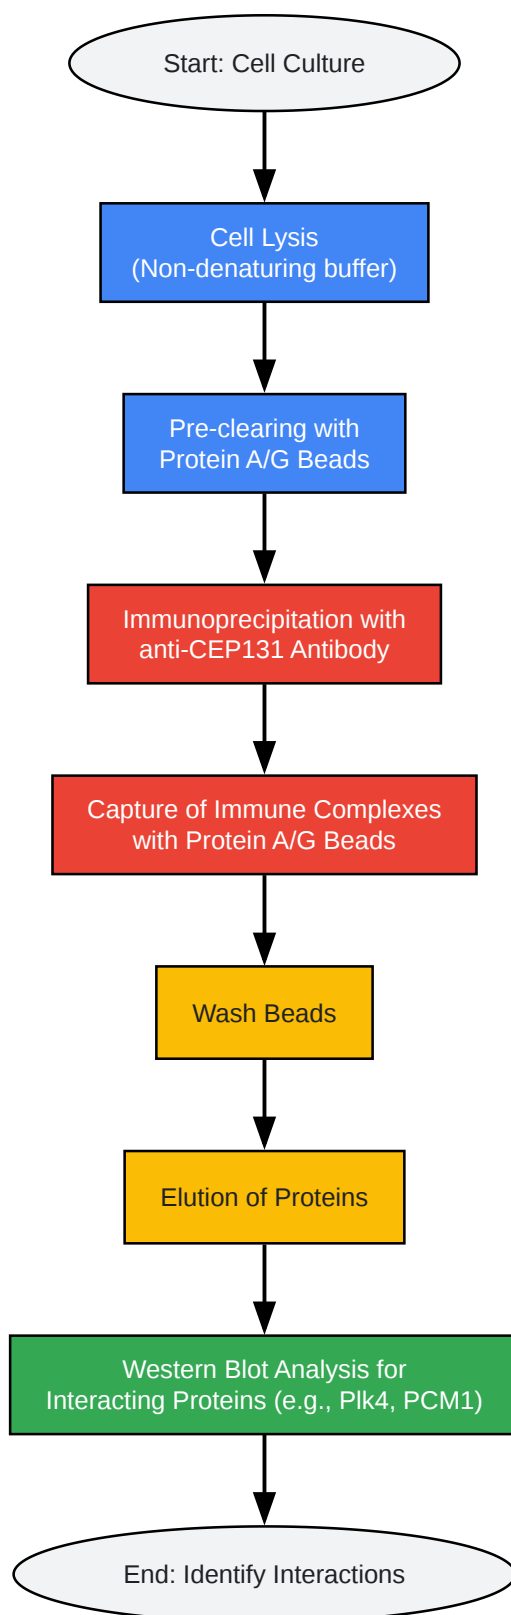 Start: Cell Culture
Cell Lysis
(Non-denaturing buffer)
Pre-clearing with
Protein A/G Beads
Immunoprecipitation with
anti-CEP131 Antibody
Capture of Immune Complexes
with Protein A/G Beads
Wash Beads
Elution of Proteins
Western Blot Analysis for
Interacting Proteins (e.g., Plk4, PCM1)
End: Identify Interactions